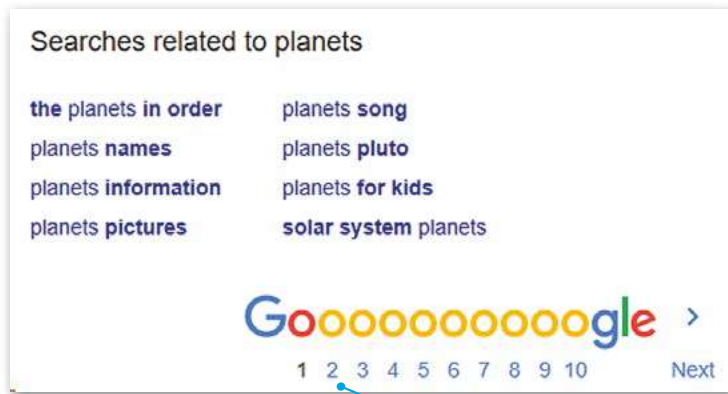 Searches related to planets
the planets in order planets song
planets names planets pluto
planets information planets for kids
planets pictures solar system planets
Goooooooooogle >
1 2 3 4 5 6 7 8 9 10 Next